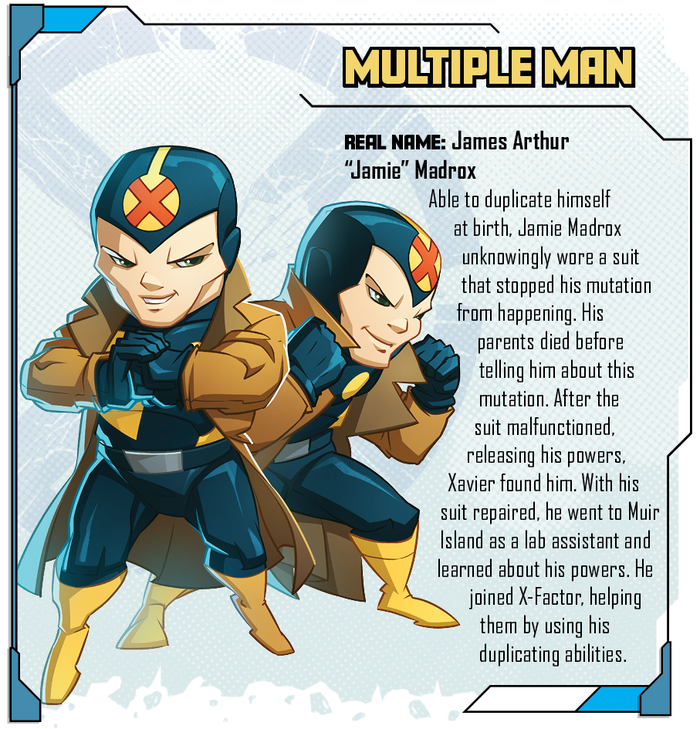 MULTIPLE MAN
REAL NAME: James Arthur
“Jamie” Madrox
Able to duplicate himself
at birth, Jamie Madrox
unknowingly wore a suit
that stopped his mutation
from happening. His
parents died before
telling him about this
mutation. After the
suit malfunctioned,
releasing his powers,
Xavier found him. With his
suit repaired, he went to Muir
Island as a lab assistant and
learned about his powers. He
joined X-Factor, helping
them by using his
duplicating abilities.